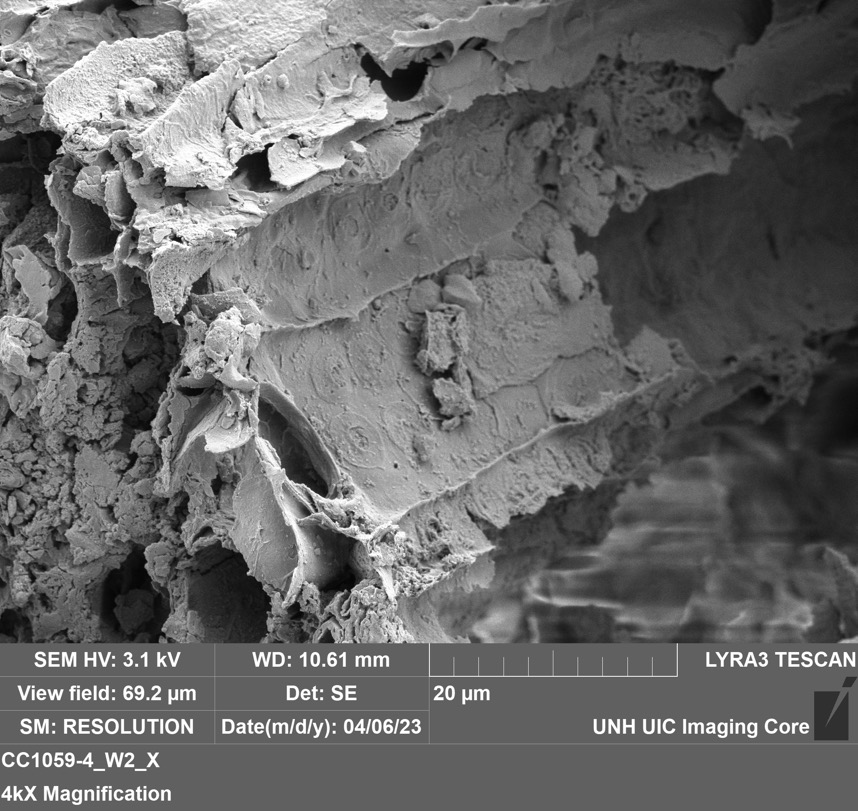 SEM HV: 3.1 kV WD: 10.61 mm LYRA3 TESCAN
View field: 69.2 µm Det: SE 20 µm
SM: RESOLUTION Date(m/d/y): 04/06/23 UNH UIC Imaging Core
CC1059-4_W2_X
4kX Magnification